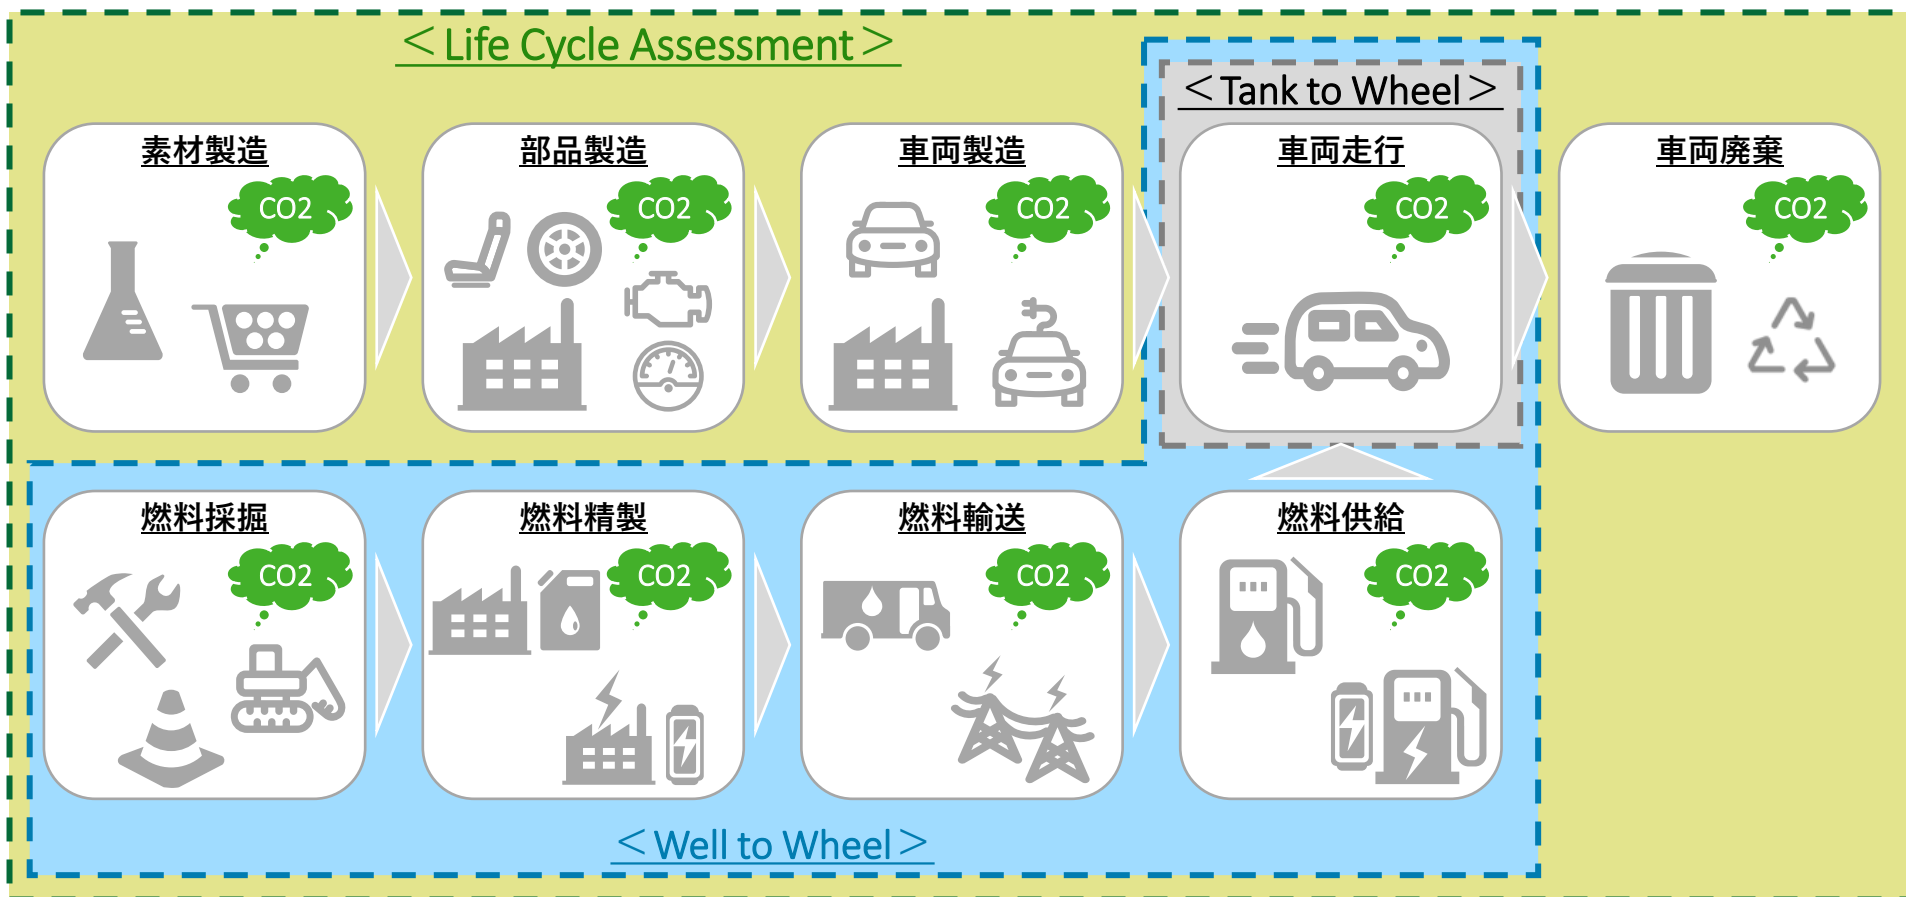 ＜Life Cycle Assessment＞
＜Tank to Wheel＞
素材製造
CO2
部品製造
CO2
車両製造
CO2
車両走行
CO2
車両廃棄
CO2
燃料採掘
CO2
燃料精製
CO2
燃料輸送
CO2
燃料供給
CO2
＜Well to Wheel＞